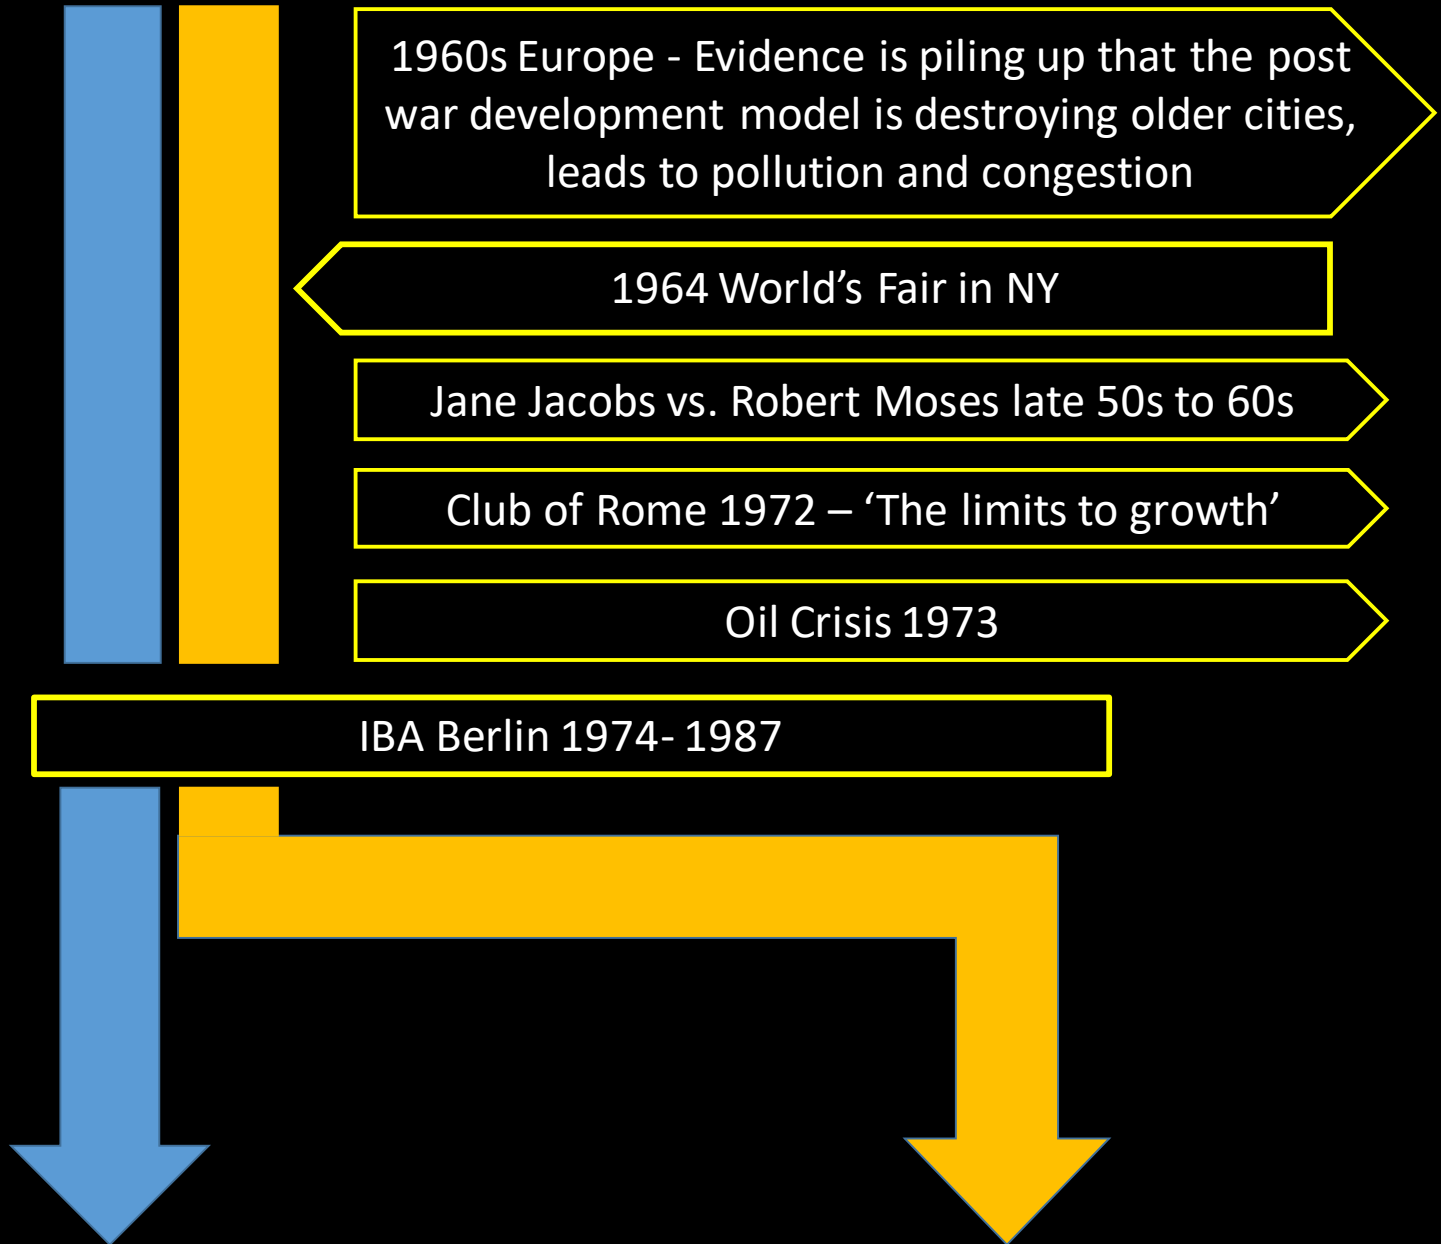 1960s Europe - Evidence is piling up that the post
war development model is destroying older cities,
leads to pollution and congestion
1964 World’s Fair in NY
Jane Jacobs vs. Robert Moses late 50s to 60s
Club of Rome 1972 – ‘The limits to growth’
Oil Crisis 1973
IBA Berlin 1974- 1987